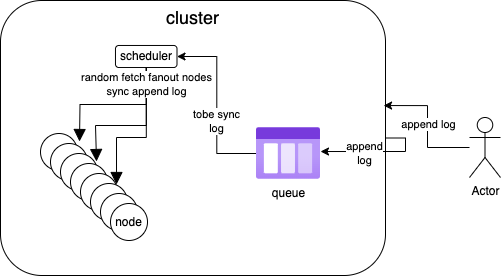 cluster
scheduler
random fetch fanout nodes
sync append log
tobe sync
log
append log
append
log
queue
Actor
node